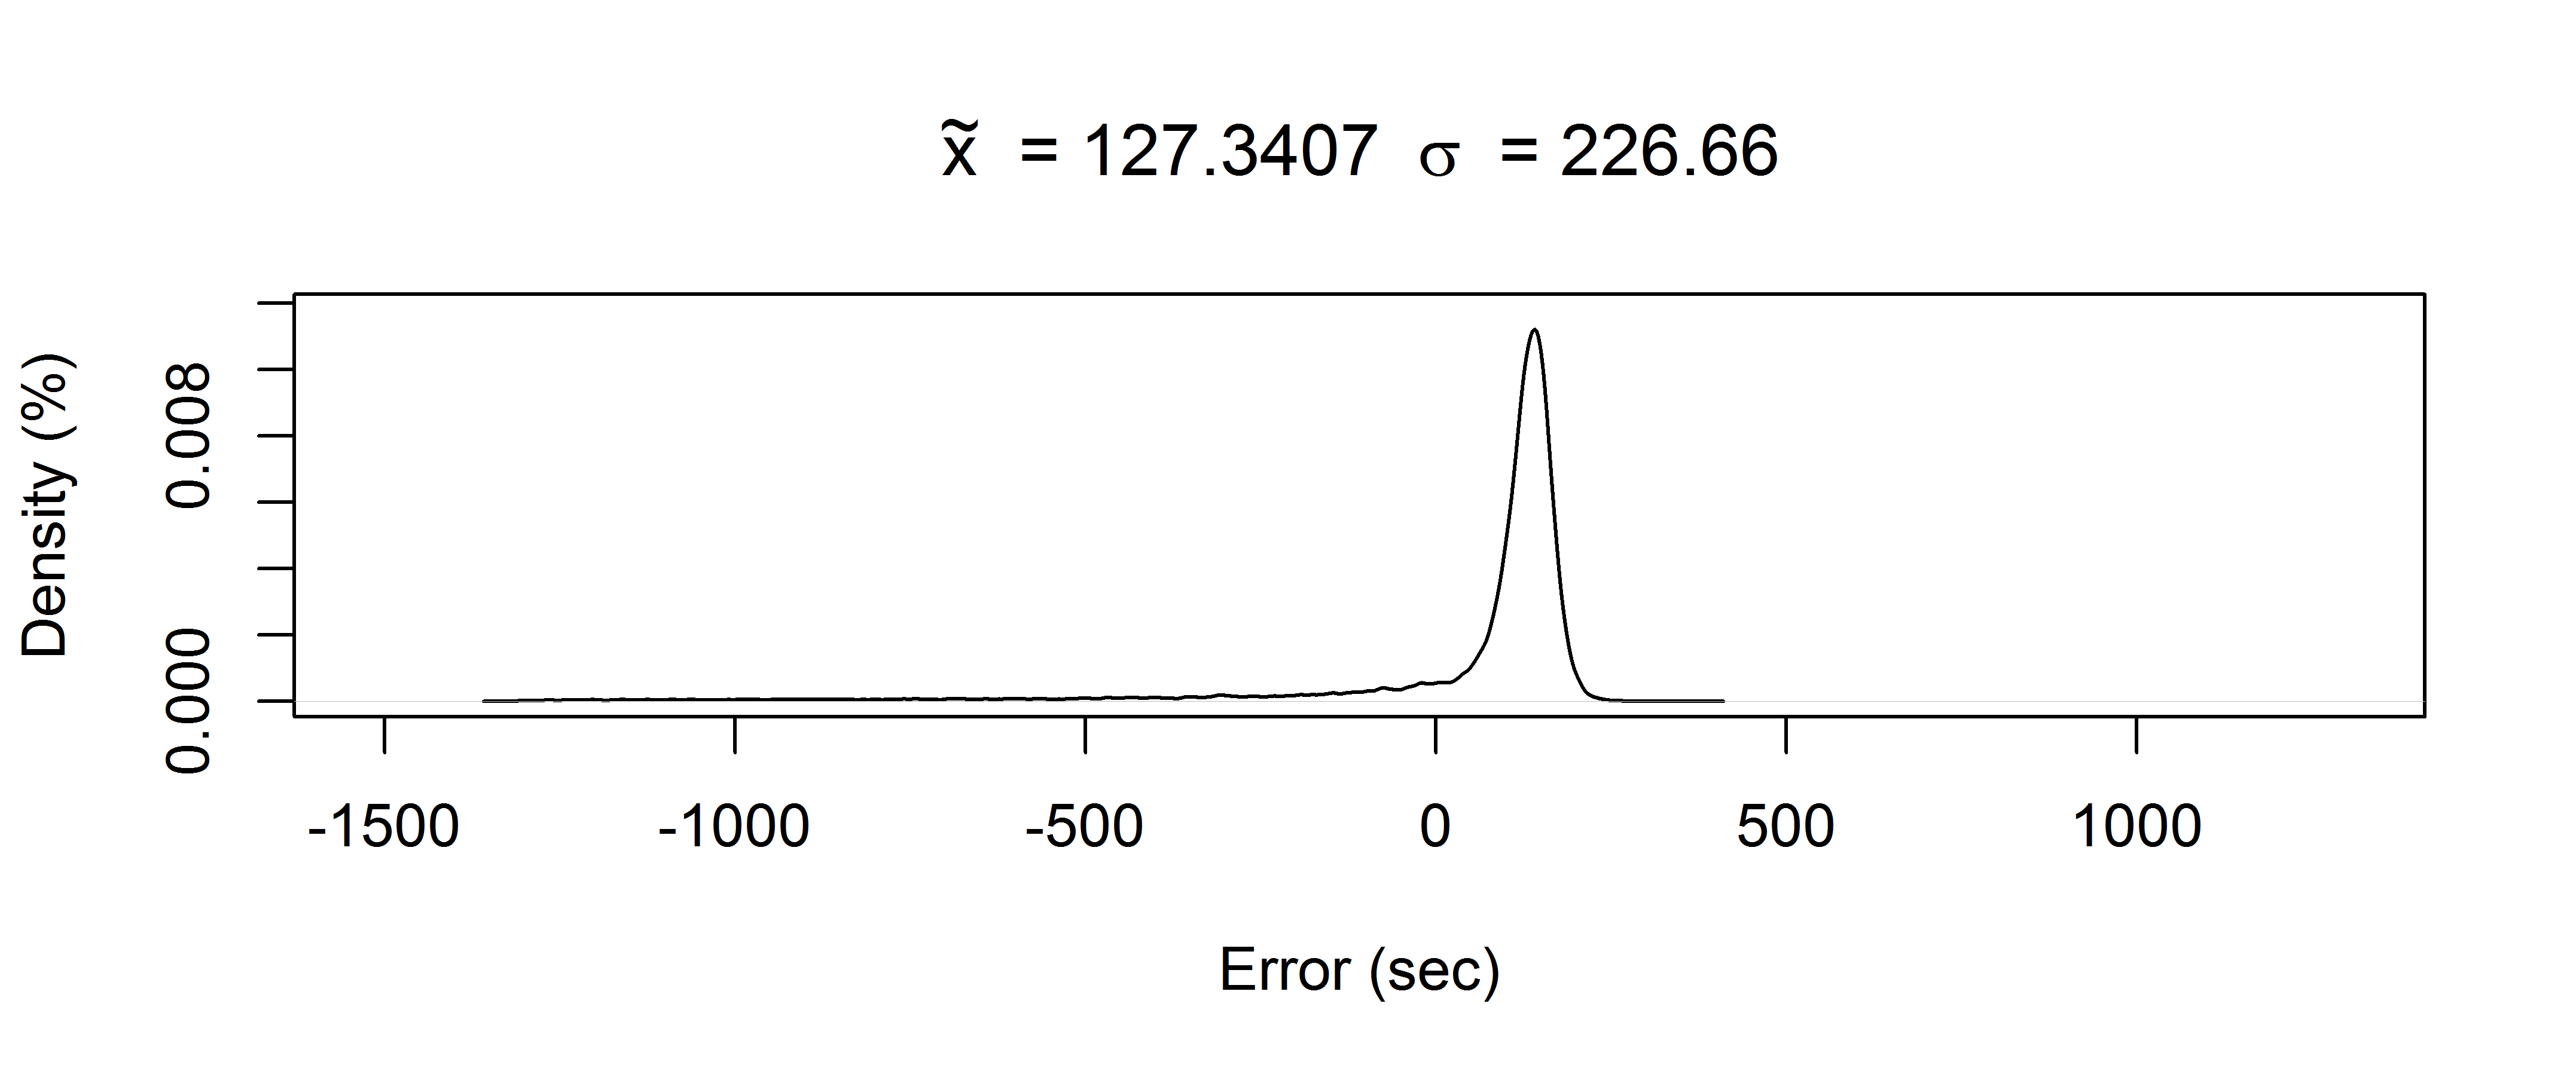 x̃ = 127.3407 σ = 226.66
Density (%)
0.008
0.000
-1500 -1000 -500 0 500 1000
Error (sec)